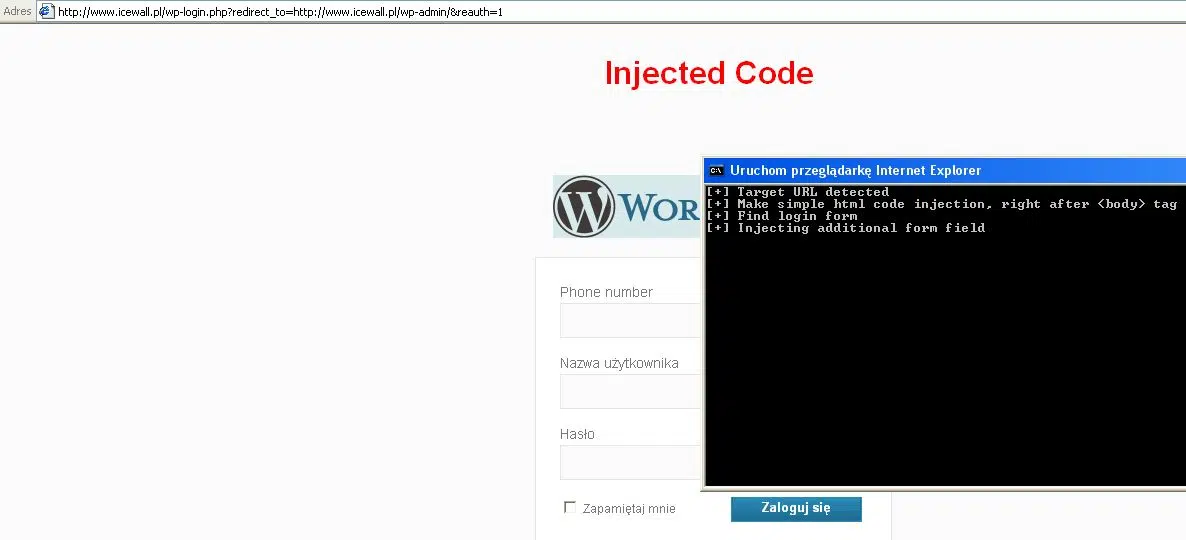 Adres http://www.icewall.pl/wp-login.php?redirect_to=http://www.icewall.pl/wp-admin/&reauth=1
Injected Code
Wor
Uruchom przeglądarkę Internet Explorer
[+] Target URL detected
[+] Make simple html code injection, right after <body> tag
[+] Find login form
[+] Injecting additional form field
Phone number
Nazwa użytkownika
Hasło
Zapamiętaj mnie
Zaloguj się